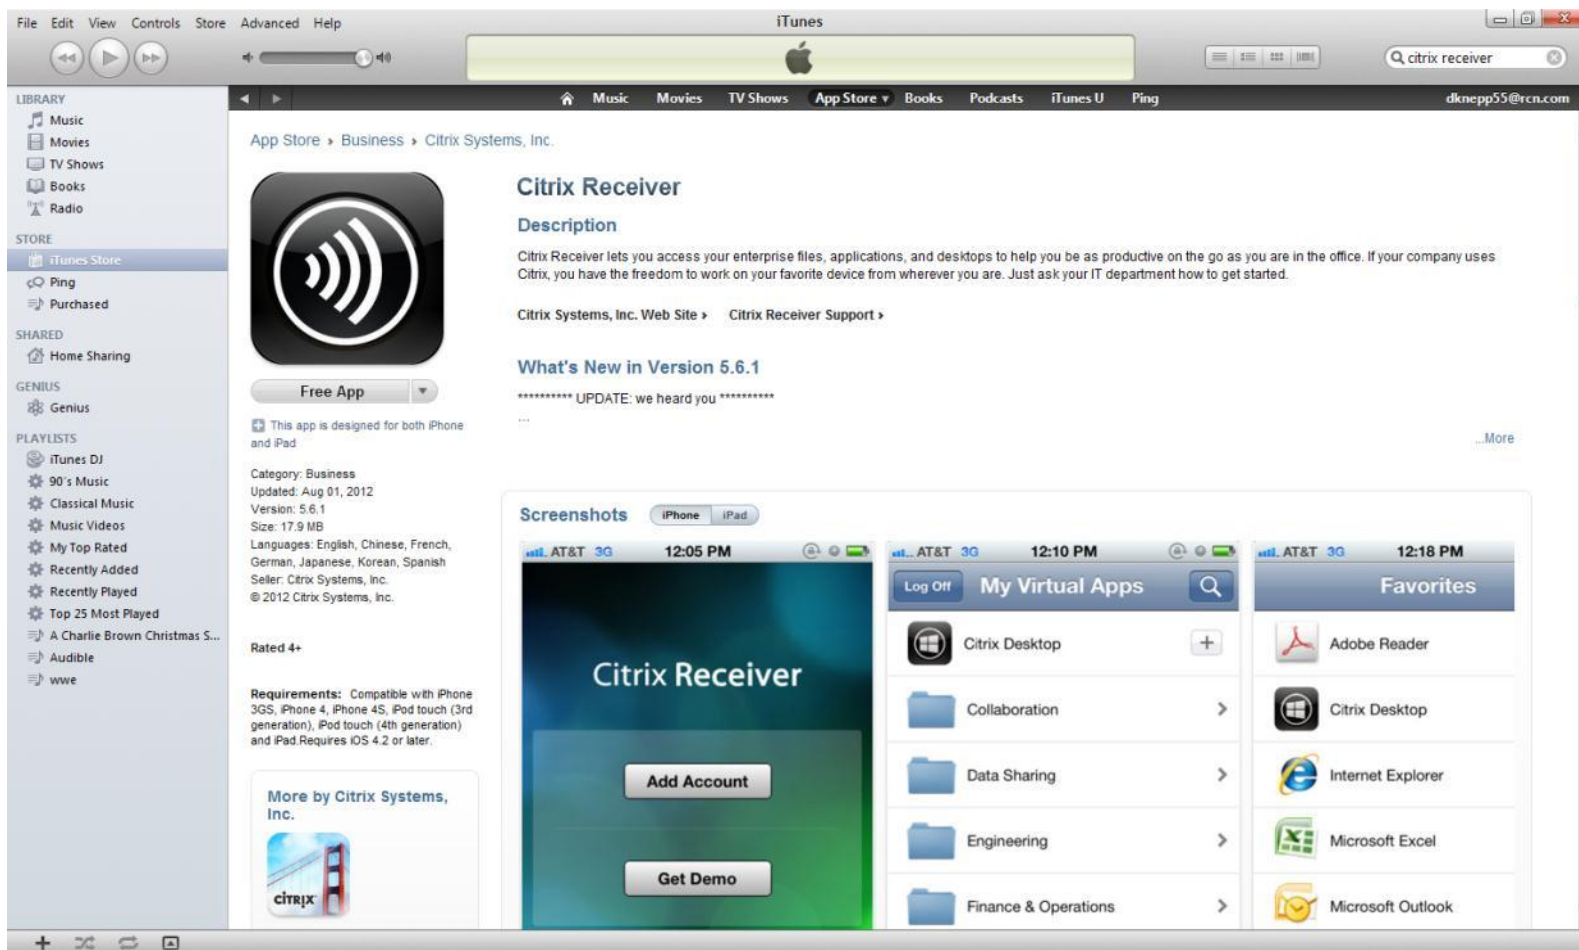 iTunes
File Edit View Controls Store Advanced Help
citrix receiver
LIBRARY
Music
Movies
TV Shows
Books
Radio
STORE
iTunes Store
Ping
Purchased
SHARED
Home Sharing
GENIUS
Genius
PLAYLISTS
iTunes DJ
90's Music
Classical Music
Music Videos
My Top Rated
Recently Added
Recently Played
Top 25 Most Played
A Charlie Brown Christmas S...
Audible
wwe
Music Movies TV Shows App Store Books Podcasts iTunes U Ping
dknepp55@rcn.com
App Store › Business › Citrix Systems, Inc.
Free App
This app is designed for both iPhone
and iPad
Category: Business
Updated: Aug 01, 2012
Version: 5.6.1
Size: 17.9 MB
Languages: English, Chinese, French,
German, Japanese, Korean, Spanish
Seller: Citrix Systems, Inc.
© 2012 Citrix Systems, Inc.
Rated 4+
Requirements: Compatible with iPhone
3GS, iPhone 4, iPhone 4S, iPod touch (3rd
generation), iPod touch (4th generation)
and iPad.Requires iOS 4.2 or later.
More by Citrix Systems,
Inc.
CITRIX
Citrix Receiver
Description
Citrix Receiver lets you access your enterprise files, applications, and desktops to help you be as productive on the go as you are in the office. If your company uses
Citrix, you have the freedom to work on your favorite device from wherever you are. Just ask your IT department how to get started.
Citrix Systems, Inc. Web Site › Citrix Receiver Support ›
What's New in Version 5.6.1
********** UPDATE: we heard you **********
...
...More
Screenshots iPhone iPad
AT&T 3G 12:05 PM
Citrix Receiver
Add Account
Get Demo
AT&T 3G 12:10 PM
Log Off My Virtual Apps
Citrix Desktop
Collaboration
Data Sharing
Engineering
Finance & Operations
AT&T 3G 12:18 PM
Favorites
Adobe Reader
Citrix Desktop
Internet Explorer
Microsoft Excel
Microsoft Outlook